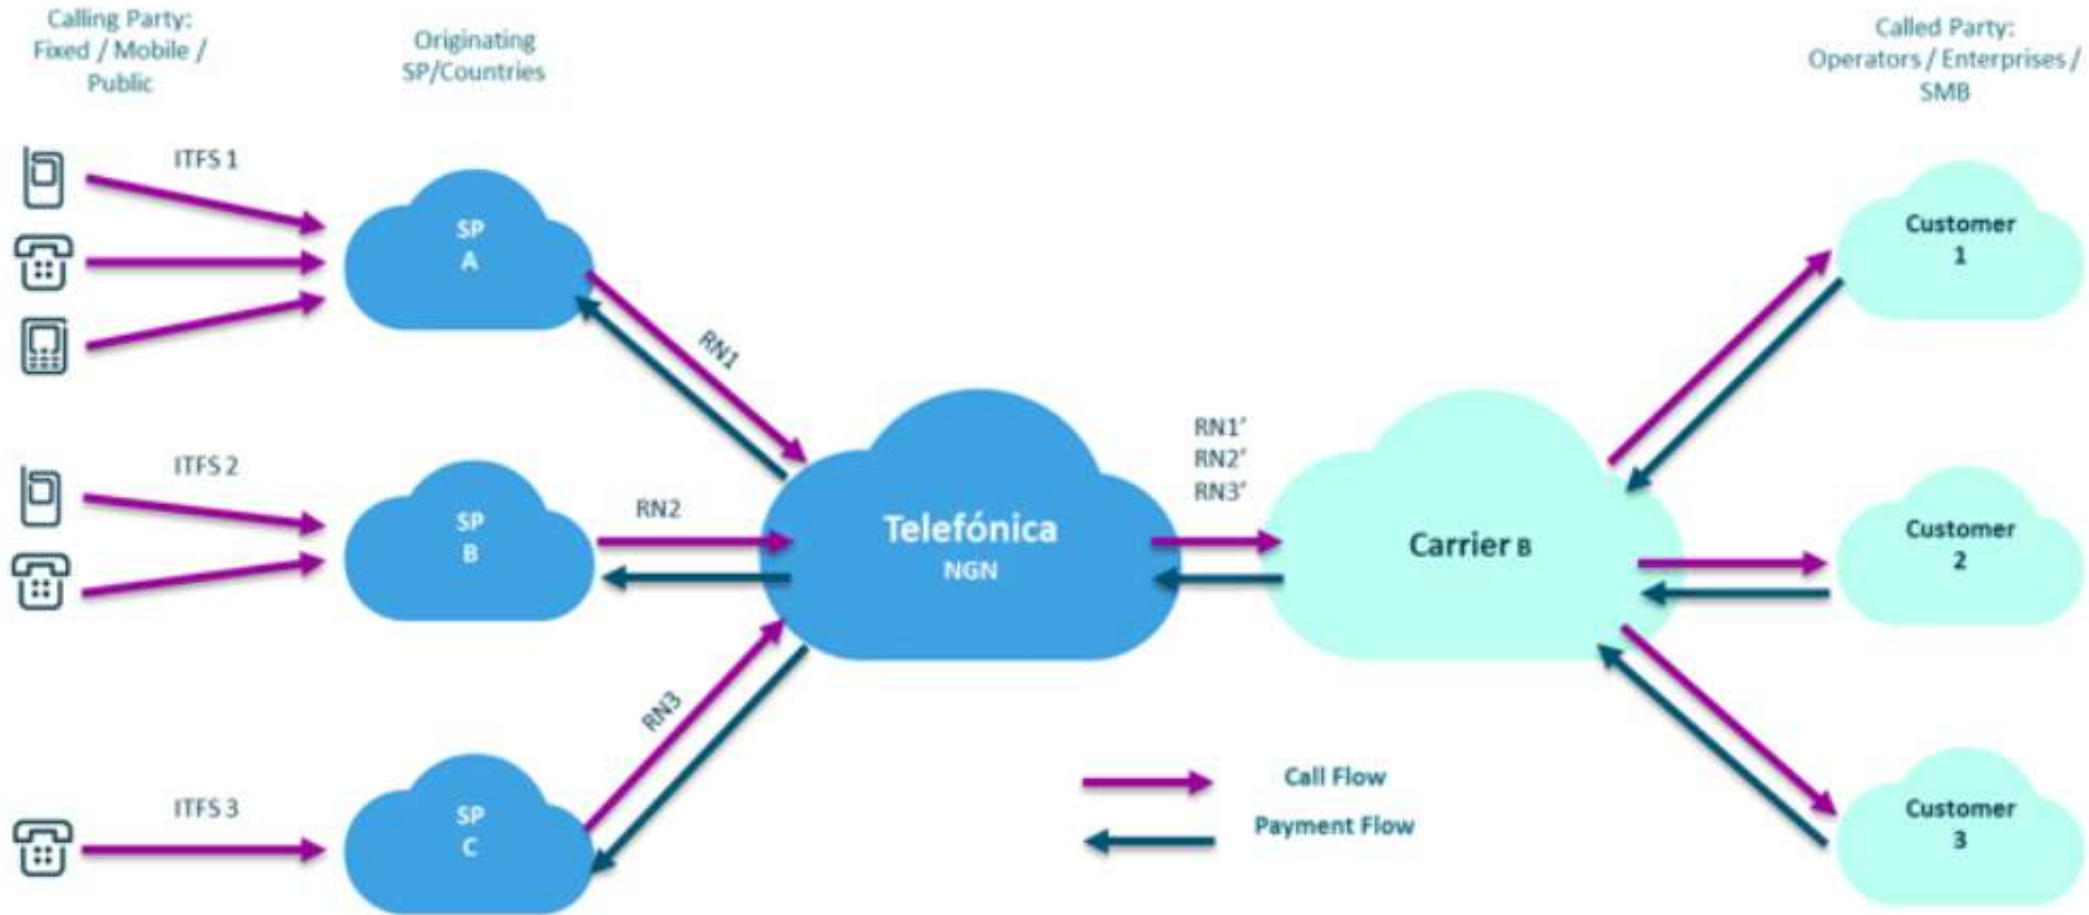 Calling Party:
Fixed / Mobile /
Public
Originating
SP/Countries
Called Party:
Operators / Enterprises /
SMB
ITFS 1
SP
A
Customer
1
RN1
RN1'
RN2'
RN3'
ITFS 2
SP
B
RN2
Telefónica
NGN
Carrier B
Customer
2
RN3
ITFS 3
SP
C
Call Flow
Payment Flow
Customer
3